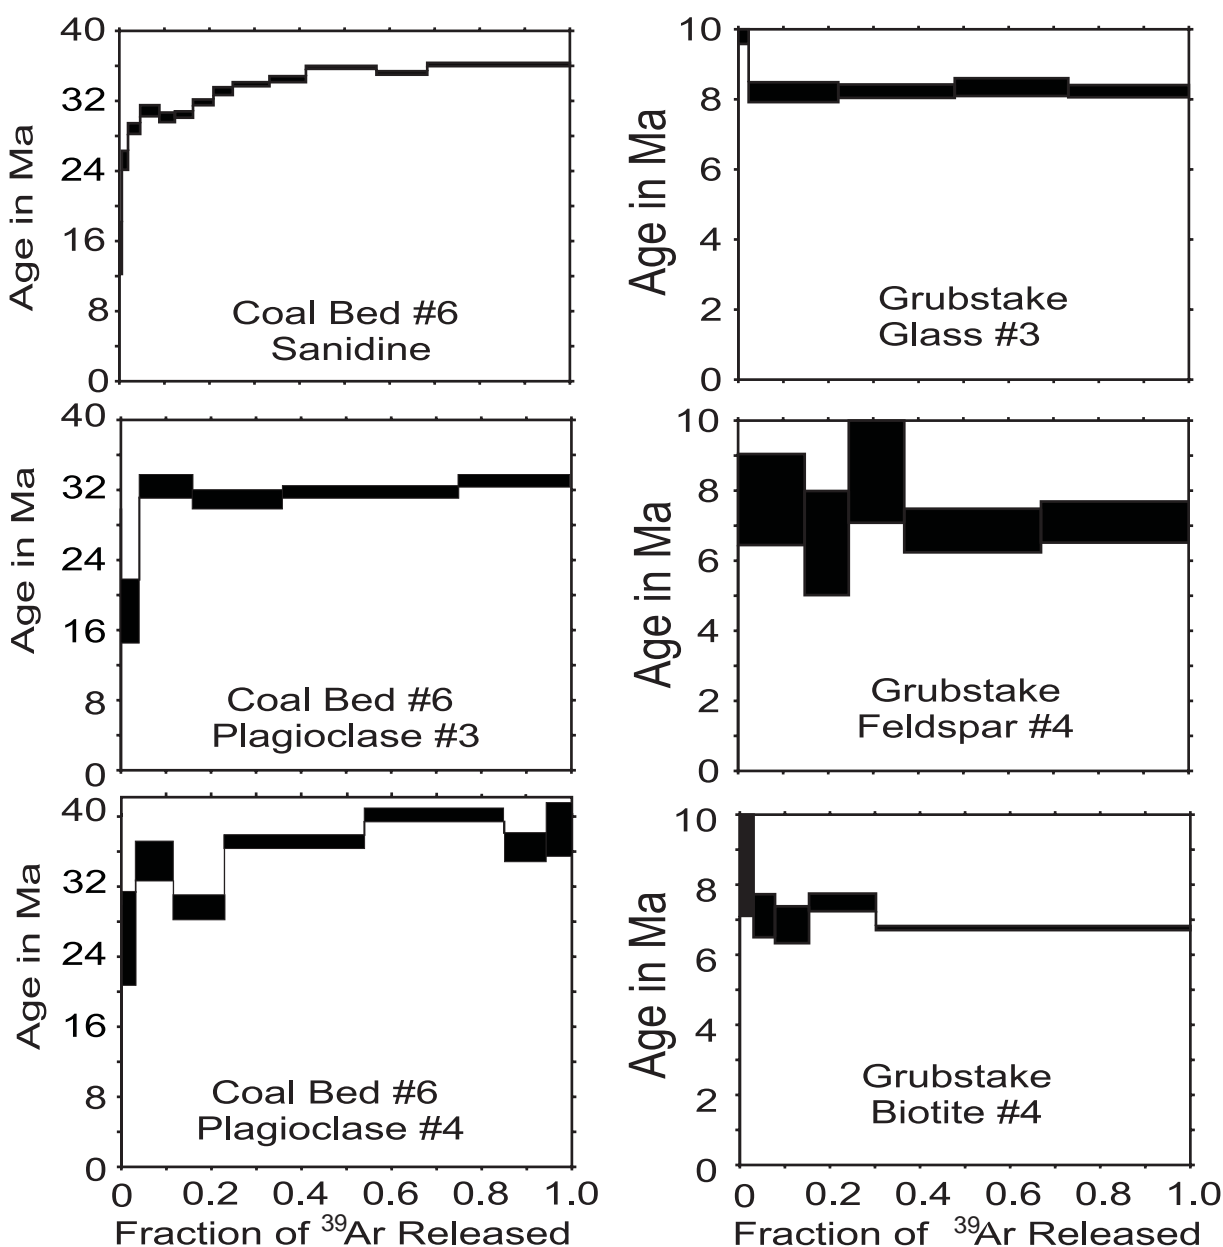 40
32
24
16
8
0
Age in Ma
Coal Bed #6
Sanidine
10
8
6
4
2
0
Age in Ma
Grubstake
Glass #3
40
32
24
16
8
0
Age in Ma
Coal Bed #6
Plagioclase #3
10
8
6
4
2
0
Age in Ma
Grubstake
Feldspar #4
40
32
24
16
8
0
Age in Ma
Coal Bed #6
Plagioclase #4
0 0.2 0.4 0.6 0.8 1.0
Fraction of ³⁹Ar Released
10
8
6
4
2
0
Age in Ma
Grubstake
Biotite #4
0 0.2 0.4 0.6 0.8 1.0
Fraction of ³⁹Ar Released